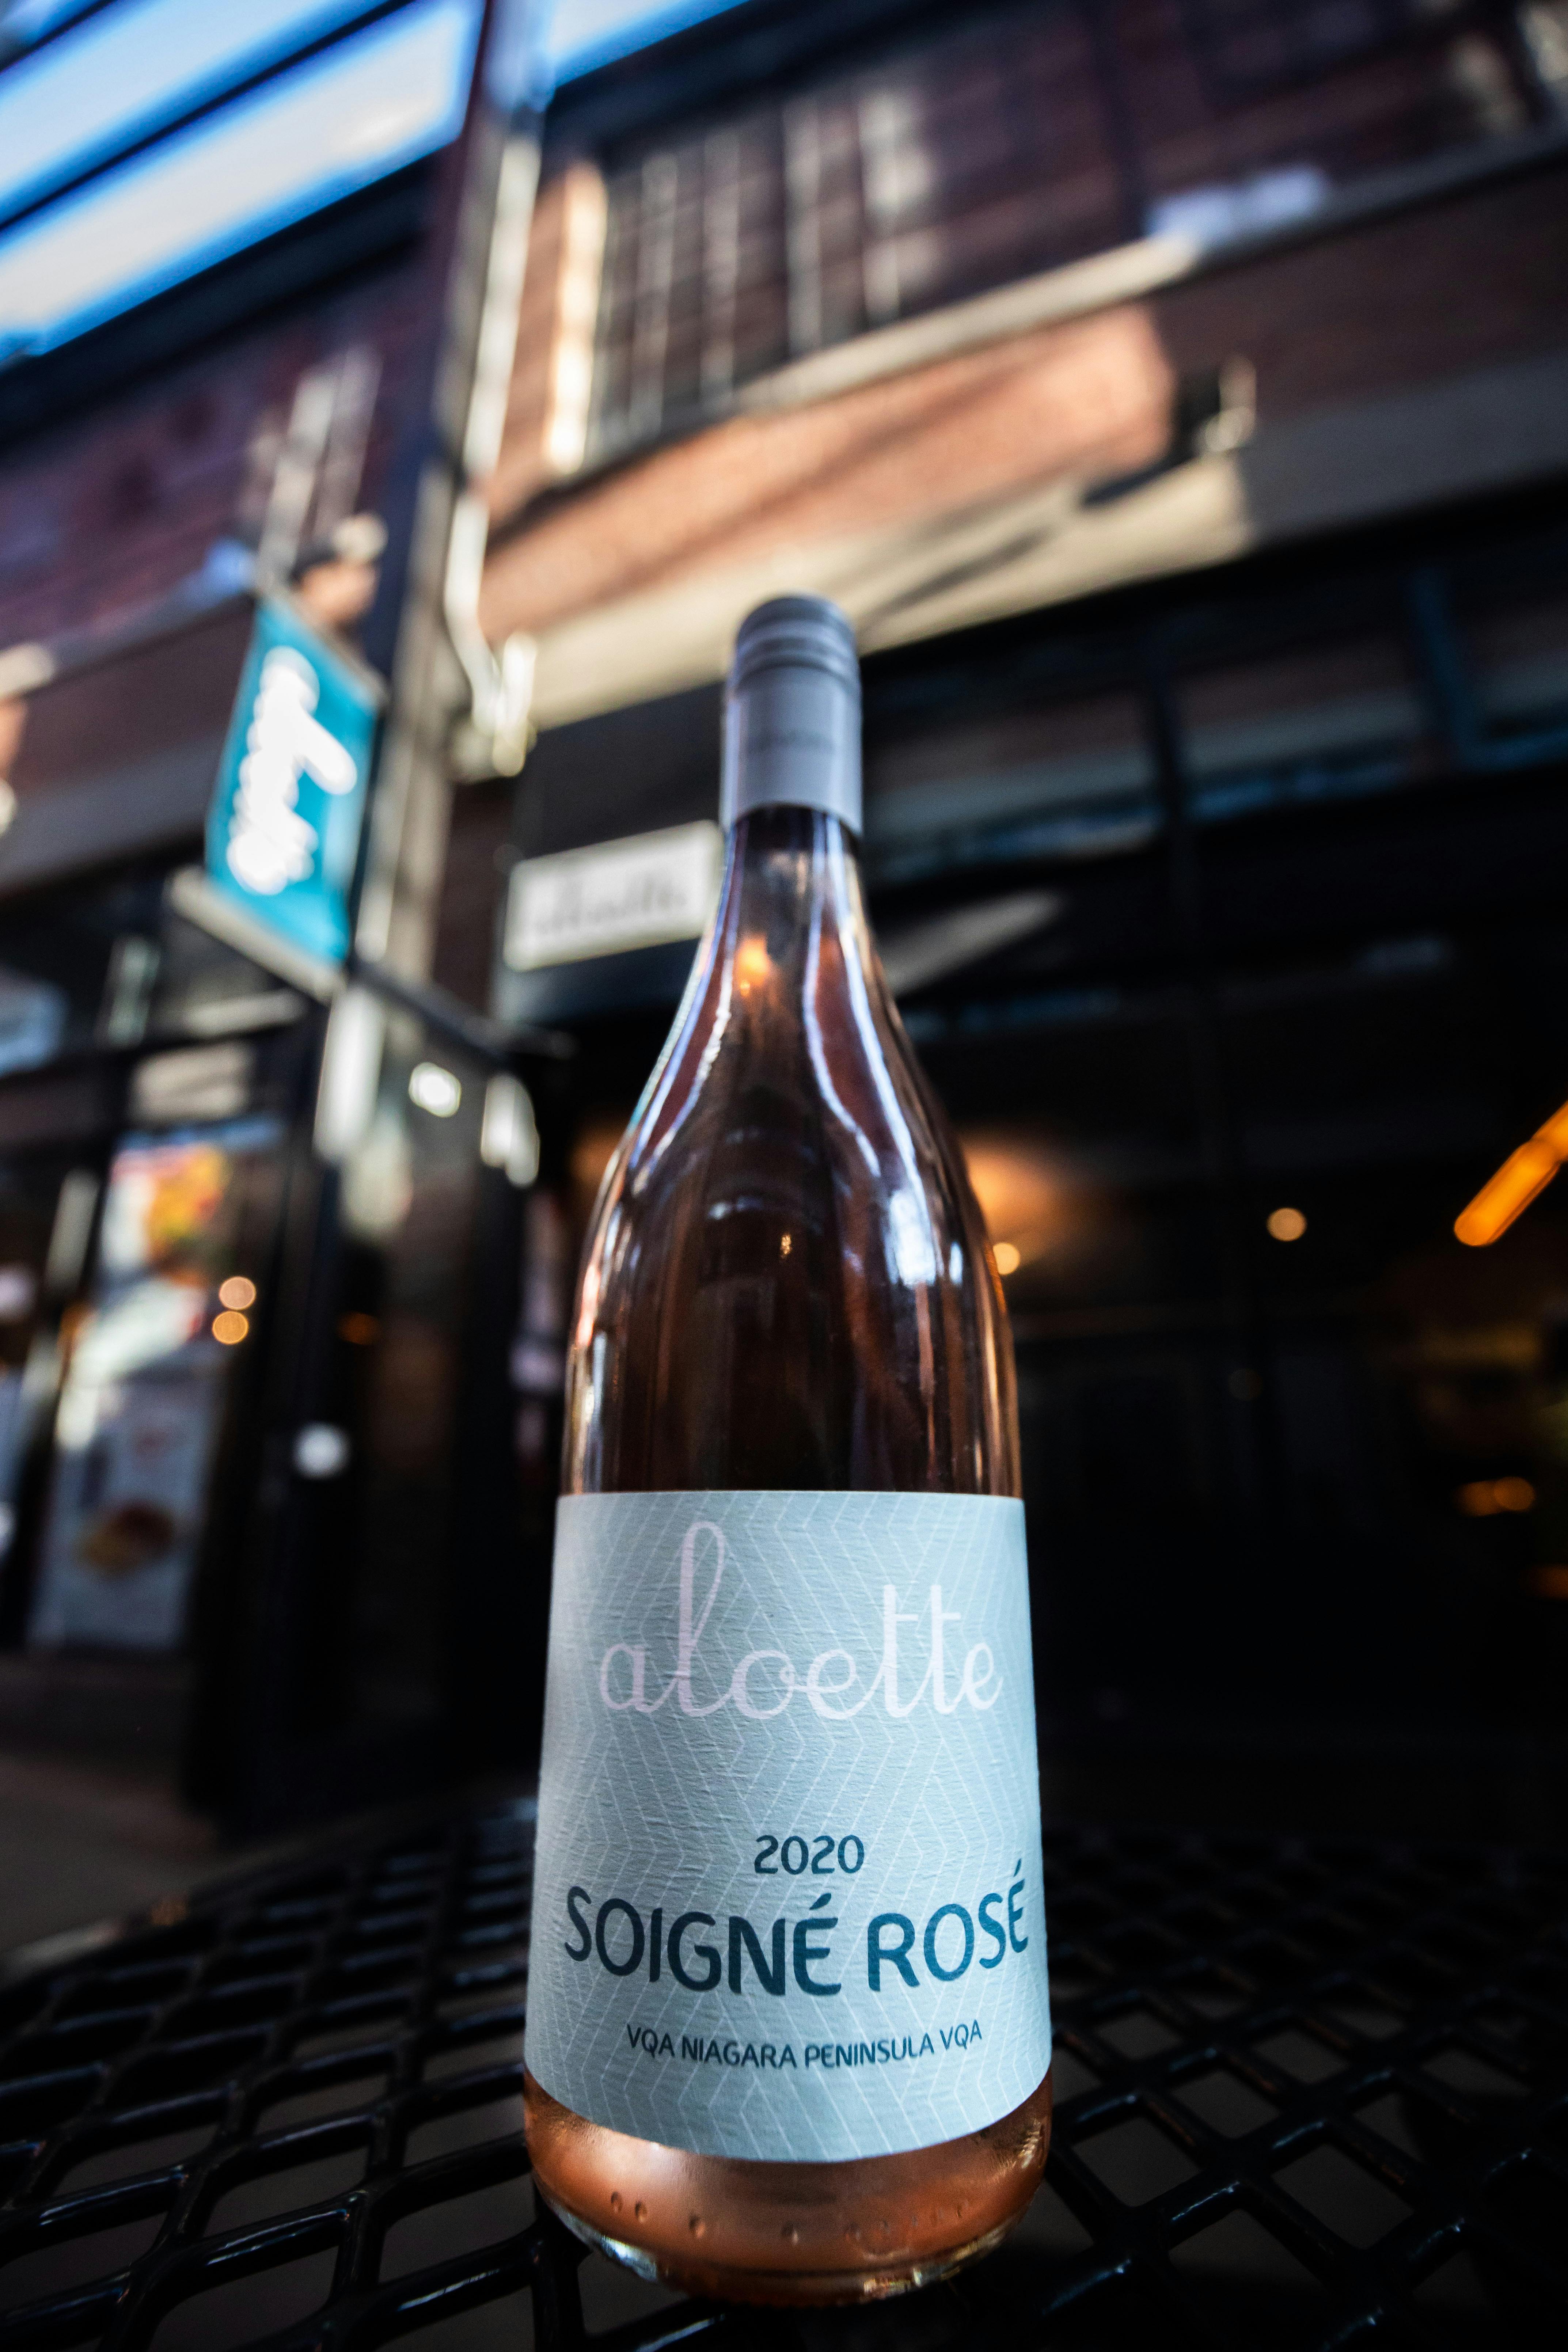 aloette
2020
SOIGNÉ ROSÉ
VQA NIAGARA PENINSULA VQA